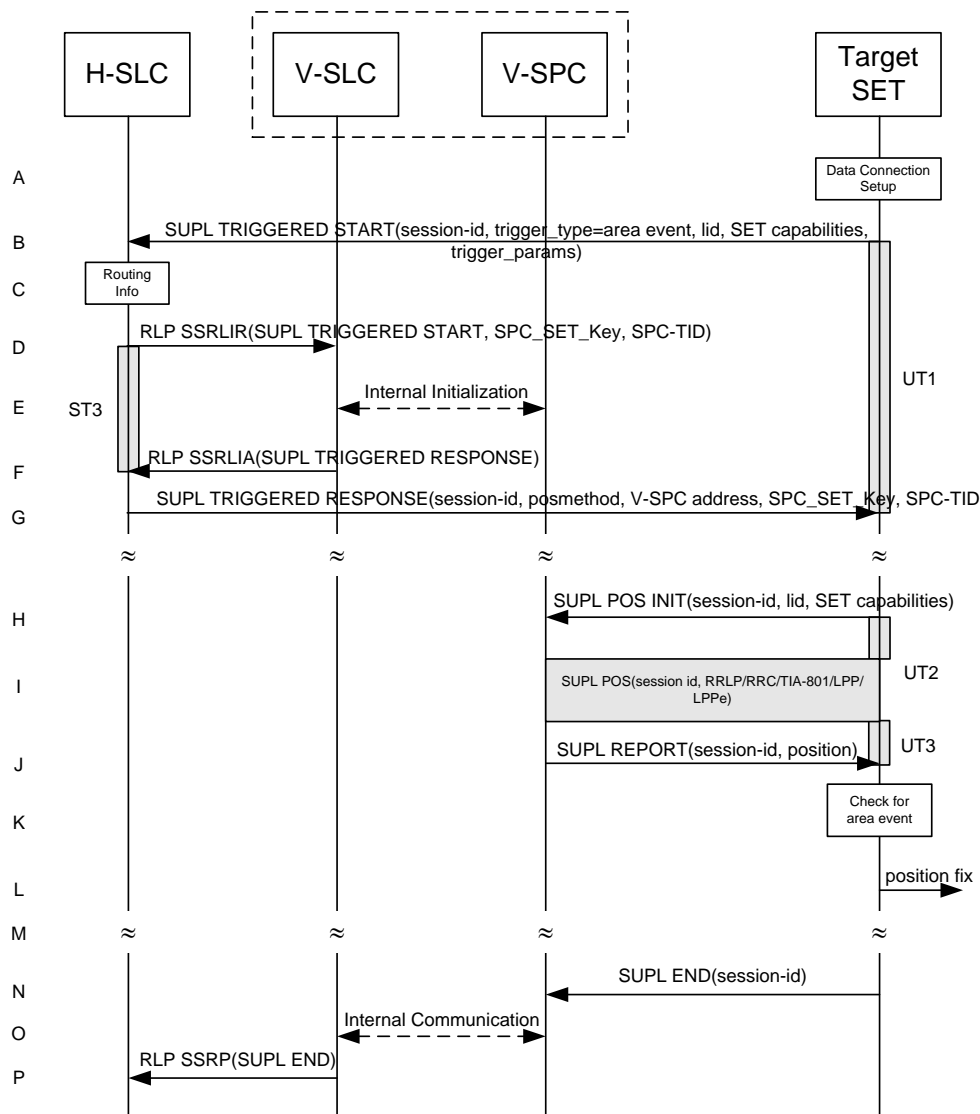 H-SLC
V-SLC
V-SPC
Target
SET
A
Data Connection
Setup
B
SUPL TRIGGERED START(session-id, trigger_type=area event, lid, SET capabilities,
trigger_params)
C
Routing
Info
D
RLP SSRLIR(SUPL TRIGGERED START, SPC_SET_Key, SPC-TID)
UT1
E
Internal Initialization
ST3
F
RLP SSRLIA(SUPL TRIGGERED RESPONSE)
G
SUPL TRIGGERED RESPONSE(session-id, posmethod, V-SPC address, SPC_SET_Key, SPC-TID
≈ ≈ ≈ ≈
H
SUPL POS INIT(session-id, lid, SET capabilities)
UT2
I
SUPL POS(session id, RRLP/RRC/TIA-801/LPP/
LPPe)
UT3
J
SUPL REPORT(session-id, position)
K
Check for
area event
L
position fix
M
≈ ≈ ≈ ≈
N
SUPL END(session-id)
O
Internal Communication
P
RLP SSRP(SUPL END)